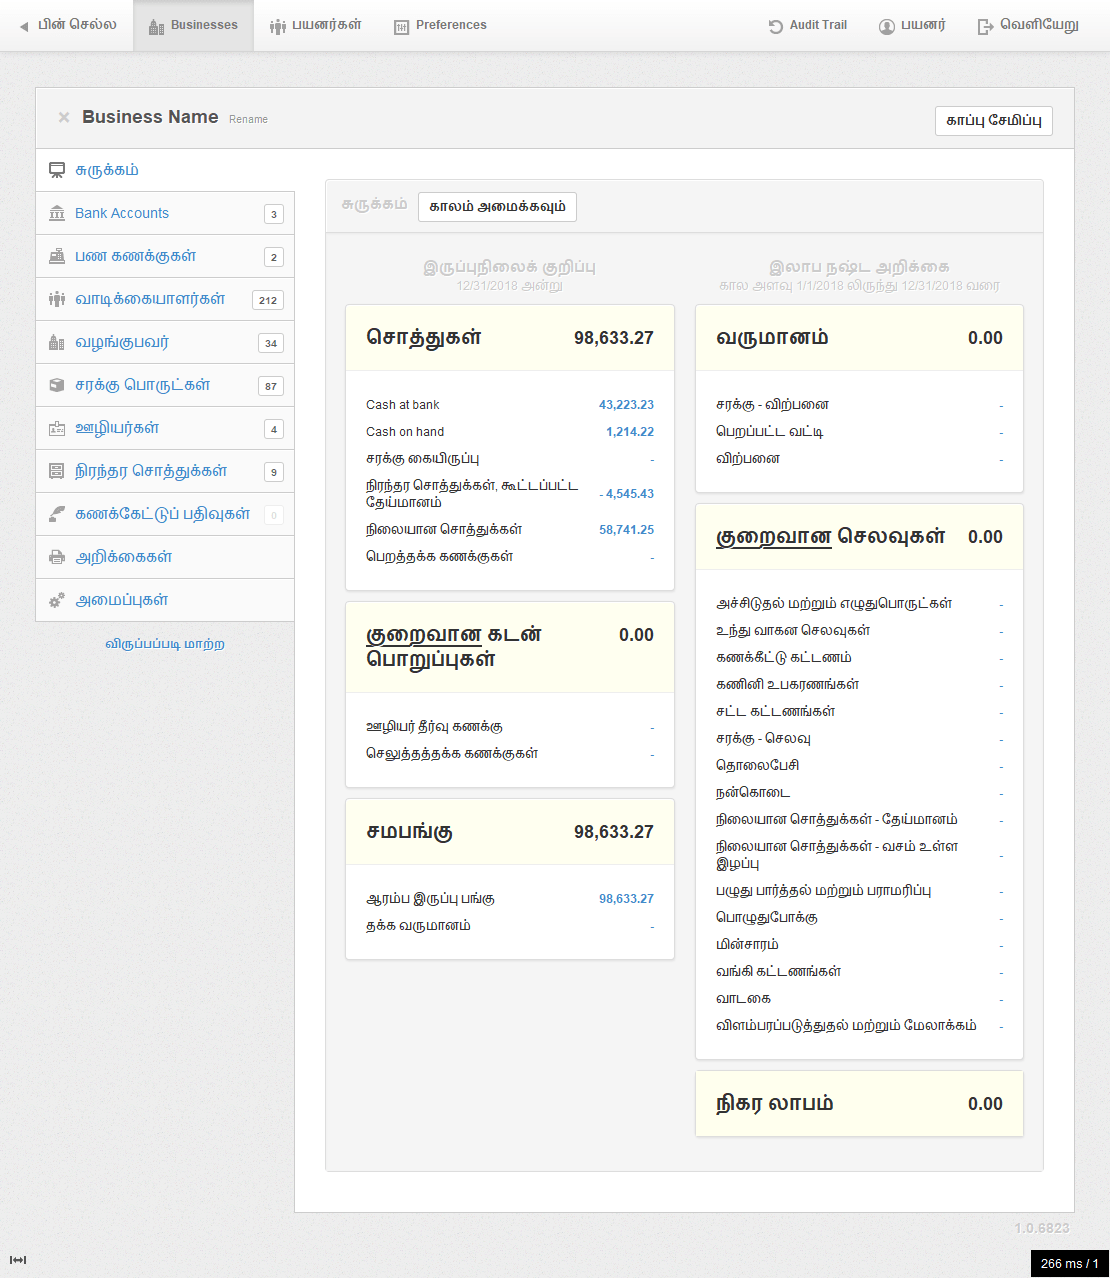 பின் செல்ல
Businesses
பயனர்கள்
Preferences
Audit Trail
பயனர்
வெளியேறு
Business Name Rename
காப்பு சேமிப்பு
சுருக்கம்
Bank Accounts 3
பண கணக்குகள் 2
வாடிக்கையாளர்கள் 212
வழங்குபவர் 34
சரக்கு பொருட்கள் 87
ஊழியர்கள் 4
நிரந்தர சொத்துக்கள் 9
கணக்கேட்டுப் பதிவுகள் 0
அறிக்கைகள்
அமைப்புகள்
விருப்பப்படி மாற்ற
சுருக்கம் காலம் அமைக்கவும்
இருப்புநிலைக் குறிப்பு
12/31/2018 அன்று
சொத்துகள் 98,633.27
Cash at bank 43,223.23
Cash on hand 1,214.22
சரக்கு கையிருப்பு -
நிரந்தர சொத்துக்கள், கூட்டப்பட்ட
தேய்மானம் - 4,545.43
நிலையான சொத்துக்கள் 58,741.25
பெறத்தக்க கணக்குகள் -
குறைவான கடன் 0.00
பொறுப்புகள்
ஊழியர் தீர்வு கணக்கு -
செலுத்தத்தக்க கணக்குகள் -
சமபங்கு 98,633.27
ஆரம்ப இருப்பு பங்கு 98,633.27
தக்க வருமானம் -
இலாப நஷ்ட அறிக்கை
கால அளவு 1/1/2018 லிருந்து 12/31/2018 வரை
வருமானம் 0.00
சரக்கு - விற்பனை -
பெறப்பட்ட வட்டி -
விற்பனை -
குறைவான செலவுகள் 0.00
அச்சிடுதல் மற்றும் எழுதுபொருட்கள் -
உந்து வாகன செலவுகள் -
கணக்கீட்டு கட்டணம் -
கணினி உபகரணங்கள் -
சட்ட கட்டணங்கள் -
சரக்கு - செலவு -
தொலைபேசி -
நன்கொடை -
நிலையான சொத்துக்கள் - தேய்மானம் -
நிலையான சொத்துக்கள் - வசம் உள்ள
இழப்பு -
பழுது பார்த்தல் மற்றும் பராமரிப்பு -
பொழுதுபோக்கு -
மின்சாரம் -
வங்கி கட்டணங்கள் -
வாடகை -
விளம்பரப்படுத்துதல் மற்றும் மேலாக்கம் -
நிகர லாபம் 0.00
1.0.6823
266 ms / 1